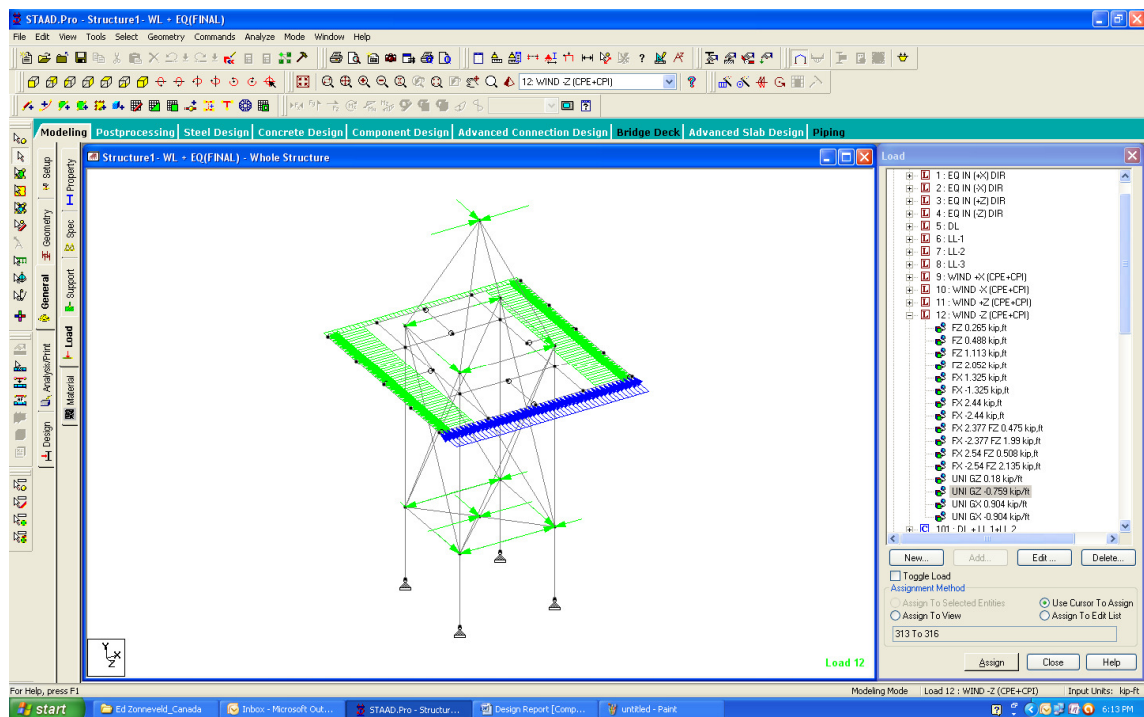 STAAD.Pro - Structure1- WL + EQ(FINAL)
File Edit View Tools Select Geometry Commands Analyze Mode Window Help
12: WIND -Z (CPE+CPI)
Modeling Postprocessing Steel Design Concrete Design Component Design Advanced Connection Design Bridge Deck Advanced Slab Design Piping
Setup
Geometry
General
Analysis/Print
Design
Property
Spec
Support
Load
Material
Structure1- WL + EQ(FINAL) - Whole Structure
Y
X
Z
Load 12
Load
1 : EQ IN (+X) DIR
2 : EQ IN (-X) DIR
3 : EQ IN (+Z) DIR
4 : EQ IN (-Z) DIR
5 : DL
6 : LL-1
7 : LL-2
8 : LL-3
9 : WIND +X (CPE+CPI)
10 : WIND -X (CPE+CPI)
11 : WIND +Z (CPE+CPI)
12 : WIND -Z (CPE+CPI)
FZ 0.265 kip,ft
FZ 0.488 kip,ft
FZ 1.113 kip,ft
FZ 2.052 kip,ft
FX 1.325 kip,ft
FX -1.325 kip,ft
FX 2.44 kip,ft
FX -2.44 kip,ft
FX 2.377 FZ 0.475 kip,ft
FX -2.377 FZ 1.99 kip,ft
FX 2.54 FZ 0.508 kip,ft
FX -2.54 FZ 2.135 kip,ft
UNI GZ 0.18 kip/ft
UNI GZ -0.759 kip/ft
UNI GX 0.904 kip/ft
UNI GX -0.904 kip/ft
101 : DL + LL 1+LL 2
New... Add... Edit ... Delete...
Toggle Load
Assignment Method
Assign To Selected Entities Use Cursor To Assign
Assign To View Assign To Edit List
313 To 316
Assign Close Help
For Help, press F1 Modeling Mode Load 12 : WIND -Z (CPE+CPI) Input Units: kip-ft
start Ed Zonneveld_Canada Inbox - Microsoft Out... STAAD.Pro - Structur... Design Report [Comp... untitled - Paint 6:13 PM